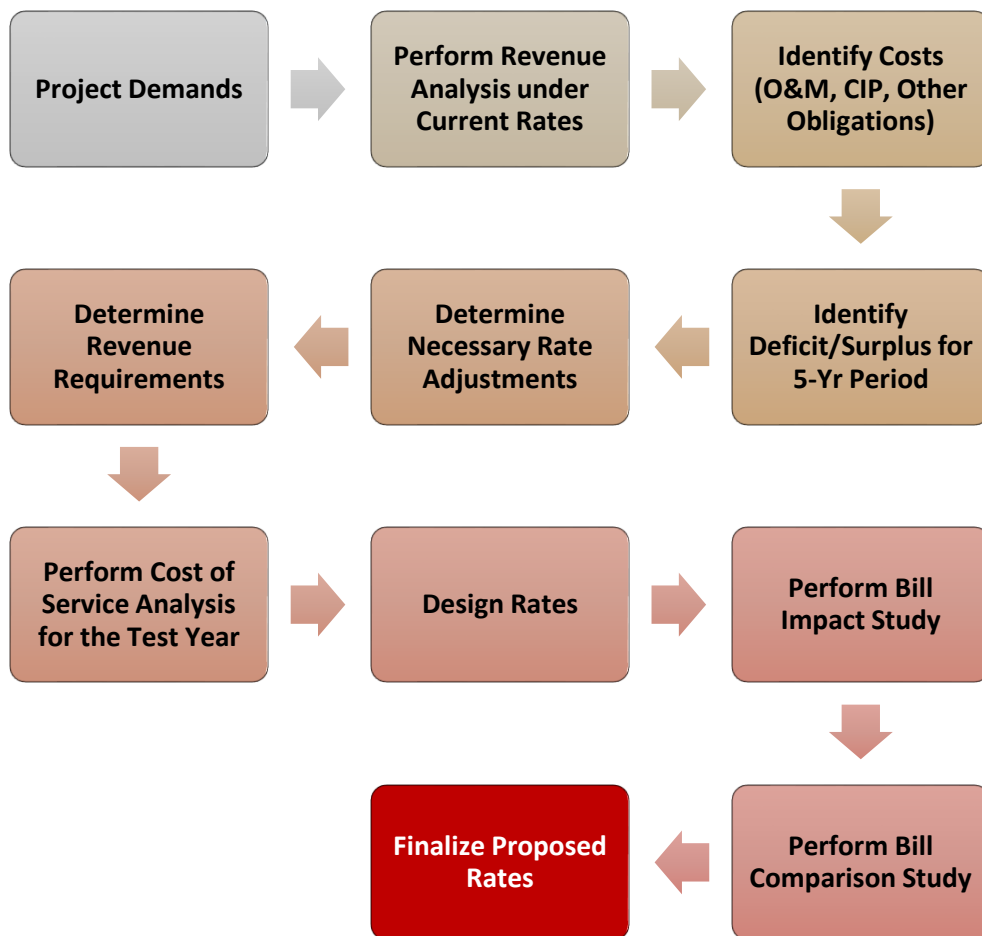 Project Demands
Perform Revenue
Analysis under
Current Rates
Identify Costs
(O&M, CIP, Other
Obligations)
Identify
Deficit/Surplus for
5-Yr Period
Determine
Necessary Rate
Adjustments
Determine
Revenue
Requirements
Perform Cost of
Service Analysis
for the Test Year
Design Rates
Perform Bill
Impact Study
Perform Bill
Comparison Study
Finalize Proposed
Rates